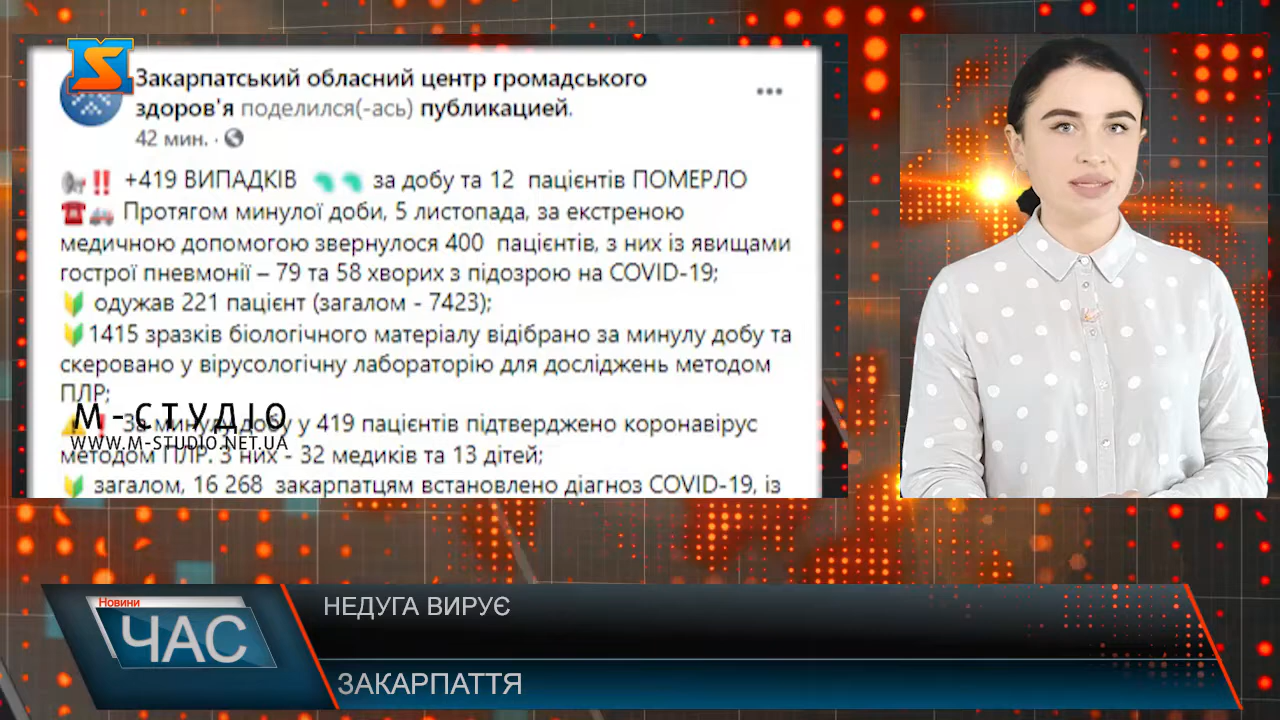 Закарпатський обласний центр громадського
здоров'я поделился(-ась) публикацией.
42 мин. ·
+419 ВИПАДКІВ за добу та 12 пацієнтів ПОМЕРЛО
Протягом минулої доби, 5 листопада, за екстреною
медичною допомогою звернулося 400 пацієнтів, з них із явищами
гострої пневмонії – 79 та 58 хворих з підозрою на COVID-19;
одужав 221 пацієнт (загалом - 7423);
1415 зразків біологічного матеріалу відібрано за минулу добу та
скеровано у вірусологічну лабораторію для досліджень методом
ПЛР;
За минулу добу у 419 пацієнтів підтверджено коронавірус
методом ПЛР. З них - 32 медиків та 13 дітей;
загалом, 16 268 закарпатцям встановлено діагноз COVID-19, із
М-СТУДІО
WWW.M-STUDIO.NET.UA
Новини
ЧАС
НЕДУГА ВИРУЄ
ЗАКАРПАТТЯ